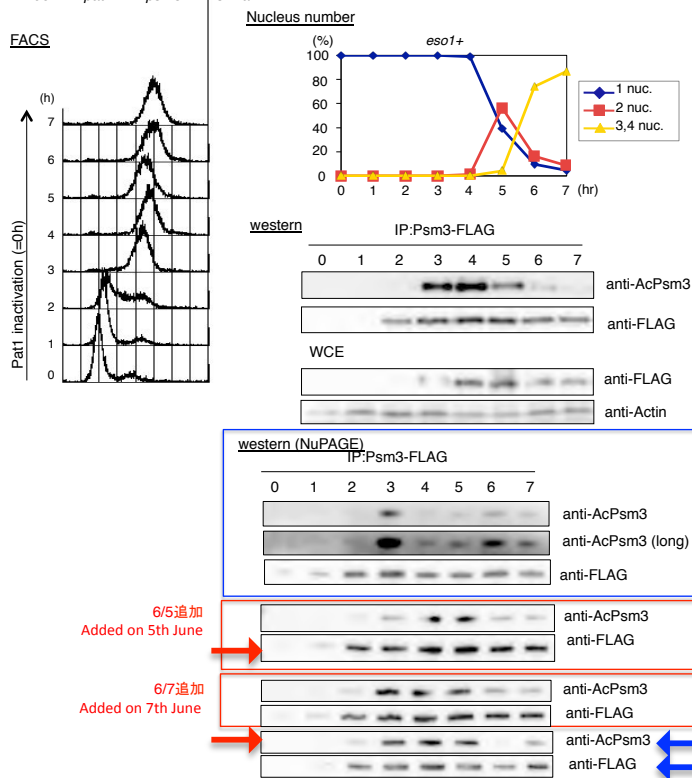 Nucleus number
FACS
(%)
eso1+
100
80
60
40
20
0
0 1 2 3 4 5 6 7 (hr)
1 nuc.
2 nuc.
3,4 nuc.
(h)
7
6
5
4
3
2
1
0
Pat1 inactivation (=0h)
western
IP:Psm3-FLAG
0 1 2 3 4 5 6 7
anti-AcPsm3
anti-FLAG
WCE
anti-FLAG
anti-Actin
western (NuPAGE)
IP:Psm3-FLAG
0 1 2 3 4 5 6 7
anti-AcPsm3
anti-AcPsm3 (long)
anti-FLAG
6/5追加
Added on 5th June
anti-AcPsm3
anti-FLAG
6/7追加
Added on 7th June
anti-AcPsm3
anti-FLAG
anti-AcPsm3
anti-FLAG